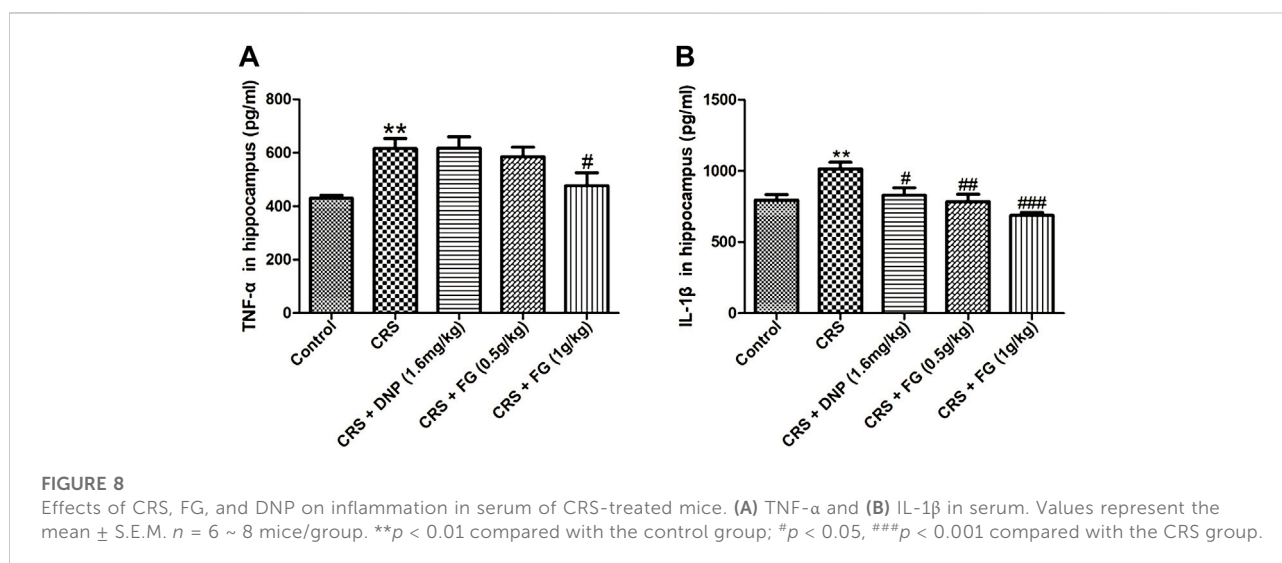 A
TNF-α in hippocampus (pg/ml)
800
600
400
200
0
**
#
Control
CRS
CRS + DNP (1.6mg/kg)
CRS + FG (0.5g/kg)
CRS + FG (1g/kg)
B
IL-1β in hippocampus (pg/ml)
1500
1000
500
0
**
#
##
###
Control
CRS
CRS + DNP (1.6mg/kg)
CRS + FG (0.5g/kg)
CRS + FG (1g/kg)
FIGURE 8
Effects of CRS, FG, and DNP on inflammation in serum of CRS-treated mice. (A) TNF-α and (B) IL-1β in serum. Values represent the
mean ± S.E.M. n = 6 ~ 8 mice/group. **p < 0.01 compared with the control group; #p < 0.05, ###p < 0.001 compared with the CRS group.